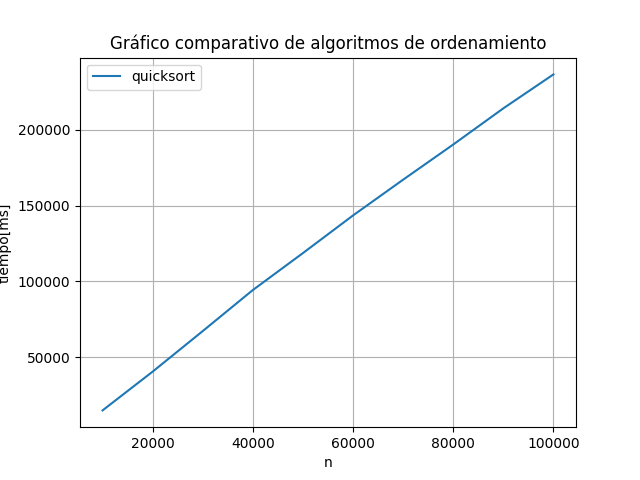 Gráfico comparativo de algoritmos de ordenamiento
quicksort
200000
150000
100000
50000
tiempo[ms]
20000 40000 60000 80000 100000
n